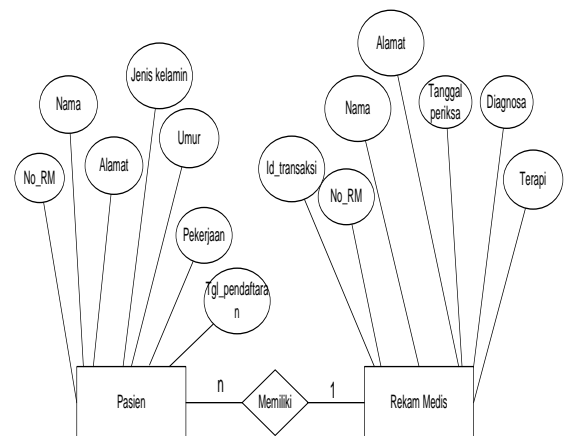 Alamat
Jenis kelamin
Tanggal
periksa
Diagnosa
Nama
Nama
Umur
Alamat
Id_transaksi
No_RM
No_RM
Terapi
Pekerjaan
Tgl_pendaftara
n
Pasien
n
Memiliki
1
Rekam Medis